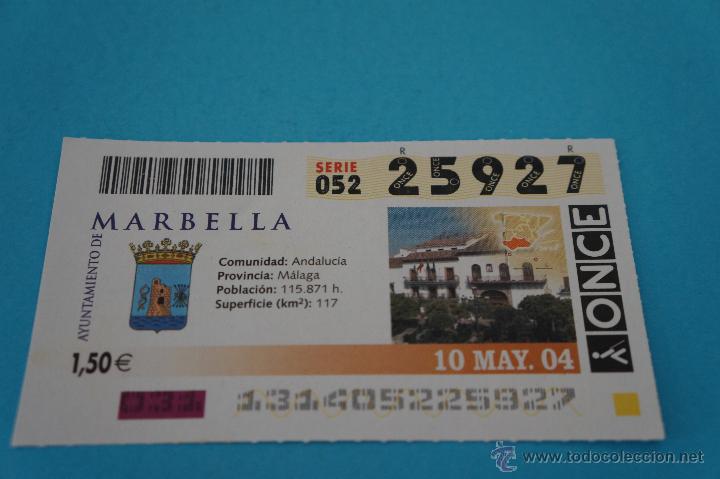 R R
SERIE
052 25927
AYUNTAMIENTO DE
MARBELLA
Comunidad: Andalucía
Provincia: Málaga
Población: 115.871 h.
Superficie (km²): 117
ONCE
1,50€
10 MAY. 04
131405225927
© www.todocoleccion.net